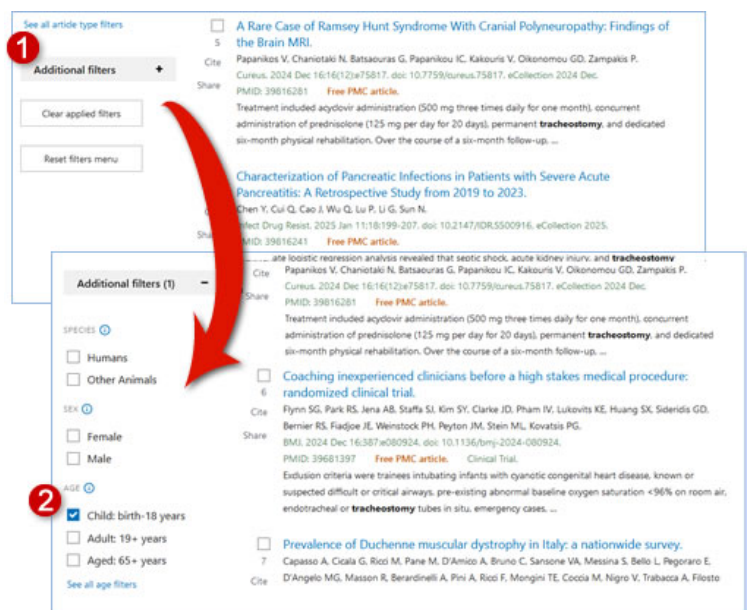 See all article type filters
1
Additional filters +
Clear applied filters
Reset filters menu
A Rare Case of Ramsey Hunt Syndrome With Cranial Polyneuropathy: Findings of
5
the Brain MRI.
Cite
Papanikos V, Chaniotaki N, Batsaouras G, Papanikou IC, Kakouris V, Oikonomou GD, Zampakis P.
Cureus. 2024 Dec 16;16(12):e75817. doi: 10.7759/cureus.75817. eCollection 2024 Dec.
Share
PMID: 39816281 Free PMC article.
Treatment included acyclovir administration (500 mg three times daily for one month), concurrent
administration of prednisolone (125 mg per day for 20 days), permanent tracheostomy, and dedicated
six-month physical rehabilitation. Over the course of a six-month follow-up, ...
Characterization of Pancreatic Infections in Patients with Severe Acute
Pancreatitis: A Retrospective Study from 2019 to 2023.
Chen Y, Cui Q, Cao J, Wu Q, Lu P, Li G, Sun N.
Infect Drug Resist. 2025 Jan 11;18:199-207. doi: 10.2147/IDR.S500916. eCollection 2025.
PMID: 39816241 Free PMC article.
logistic regression analysis revealed that septic shock, acute kidney injury, and tracheostomy
Additional filters (1) −
SPECIES
Humans
Other Animals
SEX
Female
Male
2
AGE
Child: birth-18 years
Adult: 19+ years
Aged: 65+ years
See all age filters
Cite
Papanikos V, Chaniotaki N, Batsaouras G, Papanikou IC, Kakouris V, Oikonomou GD, Zampakis P.
Cureus. 2024 Dec 16;16(12):e75817. doi: 10.7759/cureus.75817. eCollection 2024 Dec.
Share
PMID: 39816281 Free PMC article.
Treatment included acyclovir administration (500 mg three times daily for one month), concurrent
administration of prednisolone (125 mg per day for 20 days), permanent tracheostomy, and dedicated
six-month physical rehabilitation. Over the course of a six-month follow-up, ...
Coaching inexperienced clinicians before a high stakes medical procedure:
6
randomized clinical trial.
Cite
Flynn SG, Park RS, Jena AB, Staffa SJ, Kim SY, Clarke JD, Pham IV, Lukovits KE, Huang SX, Sideridis GD,
Bernier RS, Fiadjoe JE, Weinstock PH, Peyton JM, Stein ML, Kovatsis PG.
Share
BMJ. 2024 Dec 16;387:e080924. doi: 10.1136/bmj-2024-080924.
PMID: 39681397 Free PMC article. Clinical Trial.
Exclusion criteria were trainees intubating infants with cyanotic congenital heart disease, known or
suspected difficult or critical airways, pre-existing abnormal baseline oxygen saturation <96% on room air,
endotracheal or tracheostomy tubes in situ, emergency cases, ...
Prevalence of Duchenne muscular dystrophy in Italy: a nationwide survey.
7
Capasso A, Cicala G, Ricci M, Pane M, D'Amico A, Bruno C, Sansone VA, Messina S, Bello L, Pegoraro E,
Cite
D'Angelo MG, Masson R, Berardinelli A, Pini A, Ricci F, Mongini TE, Coccia M, Nigro V, Trabacca A, Filosto